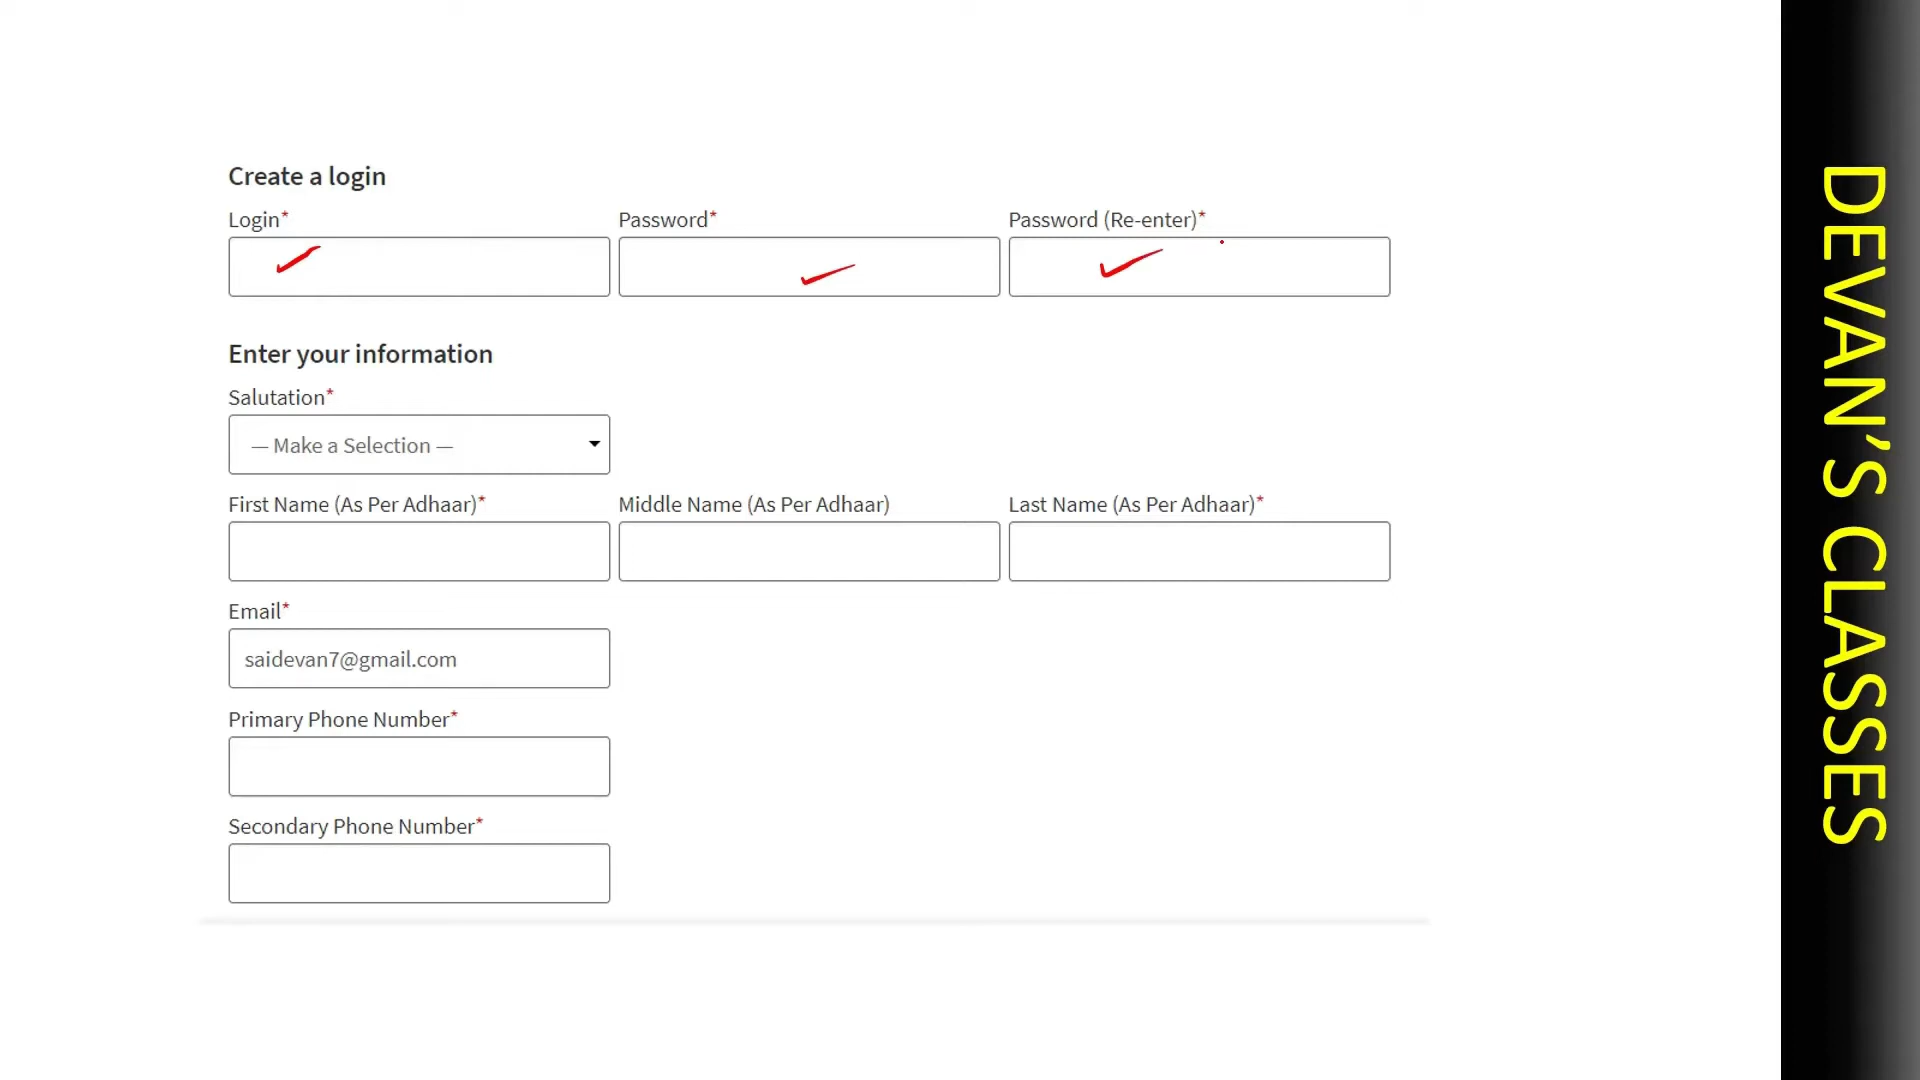 Create a login
Login* Password* Password (Re-enter)*
Enter your information
Salutation*
— Make a Selection —
First Name (As Per Adhaar)* Middle Name (As Per Adhaar) Last Name (As Per Adhaar)*
Email*
saidevan7@gmail.com
Primary Phone Number*
Secondary Phone Number*
DEVAN'S CLASSES